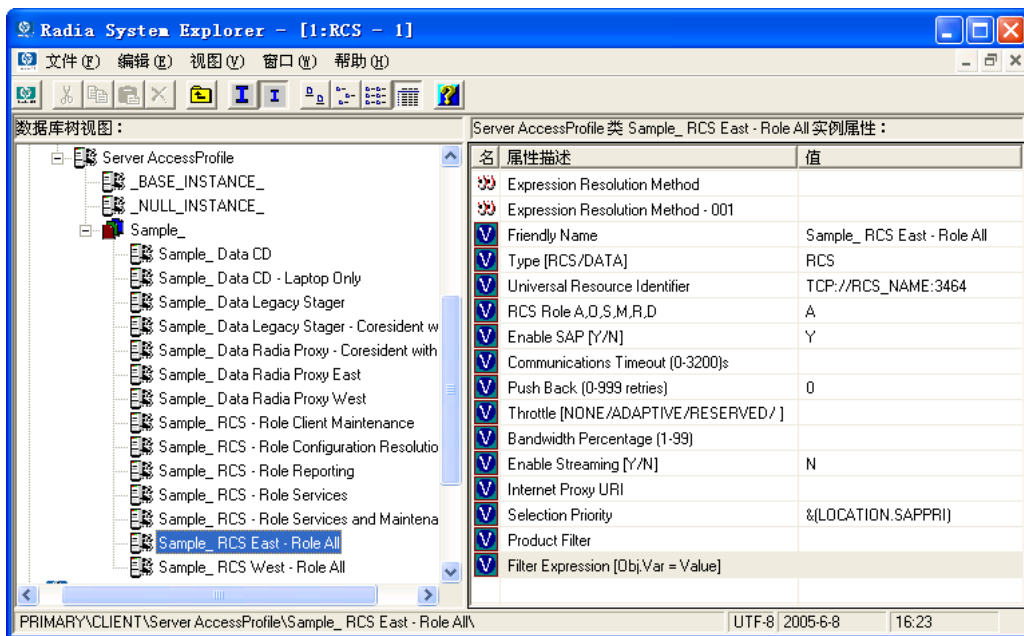 Radia System Explorer - [1:RCS - 1]
文件(F) 编辑(E) 视图(V) 窗口(W) 帮助(H)
数据库树视图：
Server AccessProfile
_BASE_INSTANCE_
_NULL_INSTANCE_
Sample_
Sample_ Data CD
Sample_ Data CD - Laptop Only
Sample_ Data Legacy Stager
Sample_ Data Legacy Stager - Coresident w
Sample_ Data Radia Proxy - Coresident with
Sample_ Data Radia Proxy East
Sample_ Data Radia Proxy West
Sample_ RCS - Role Client Maintenance
Sample_ RCS - Role Configuration Resolutio
Sample_ RCS - Role Reporting
Sample_ RCS - Role Services
Sample_ RCS - Role Services and Maintena
Sample_ RCS East - Role All
Sample_ RCS West - Role All
Server AccessProfile 类 Sample_ RCS East - Role All 实例属性：
名 属性描述 值
Expression Resolution Method
Expression Resolution Method - 001
V Friendly Name Sample_ RCS East - Role All
V Type [RCS/DATA] RCS
V Universal Resource Identifier TCP://RCS_NAME:3464
V RCS Role A,O,S,M,R,D A
V Enable SAP [Y/N] Y
V Communications Timeout (0-3200)s
V Push Back (0-999 retries) 0
V Throttle [NONE/ADAPTIVE/RESERVED/ ]
V Bandwidth Percentage (1-99)
V Enable Streaming [Y/N] N
V Internet Proxy URI
V Selection Priority &(LOCATION.SAPPRI)
V Product Filter
V Filter Expression [Obj.Var = Value]
PRIMARY\CLIENT\Server AccessProfile\Sample_ RCS East - Role All\ UTF-8 2005-6-8 16:23